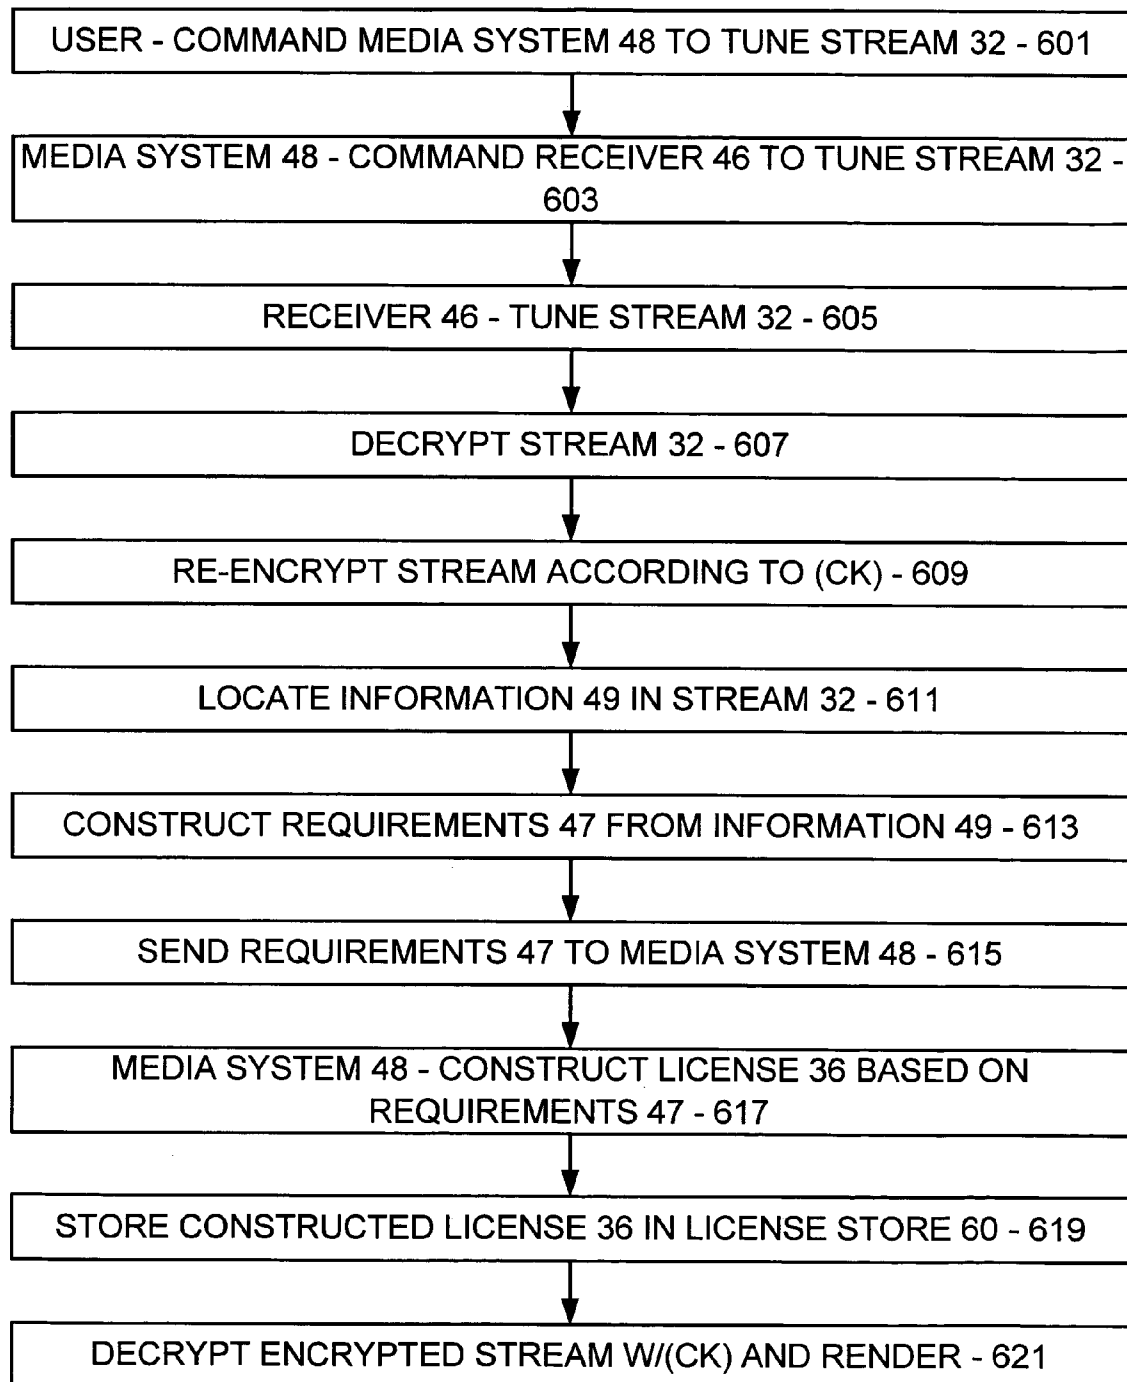 USER - COMMAND MEDIA SYSTEM 48 TO TUNE STREAM 32 - 601
MEDIA SYSTEM 48 - COMMAND RECEIVER 46 TO TUNE STREAM 32 -
603
RECEIVER 46 - TUNE STREAM 32 - 605
DECRYPT STREAM 32 - 607
RE-ENCRYPT STREAM ACCORDING TO (CK) - 609
LOCATE INFORMATION 49 IN STREAM 32 - 611
CONSTRUCT REQUIREMENTS 47 FROM INFORMATION 49 - 613
SEND REQUIREMENTS 47 TO MEDIA SYSTEM 48 - 615
MEDIA SYSTEM 48 - CONSTRUCT LICENSE 36 BASED ON
REQUIREMENTS 47 - 617
STORE CONSTRUCTED LICENSE 36 IN LICENSE STORE 60 - 619
DECRYPT ENCRYPTED STREAM W/(CK) AND RENDER - 621